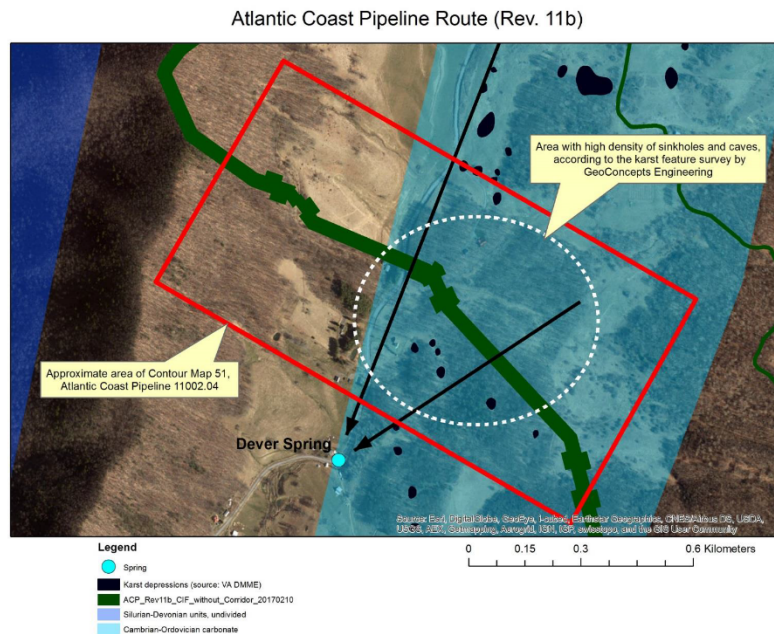 Atlantic Coast Pipeline Route (Rev. 11b)
Area with high density of sinkholes and caves,
according to the karst feature survey by
GeoConcepts Engineering
Approximate area of Contour Map 51,
Atlantic Coast Pipeline 11002.04
Dever Spring
Source: Esri, DigitalGlobe, GeoEye, i-cubed, Earthstar Geographics, CNES/Airbus DS, USDA,
USGS, AEX, Getmapping, Aerogrid, IGN, IGP, swisstopo, and the GIS User Community
Legend
Spring
Karst depressions (source: VA DMME)
ACP_Rev11b_CIF_without_Corridor_20170210
Silurian-Devonian units, undivided
Cambrian-Ordovician carbonate
0 0.15 0.3 0.6 Kilometers